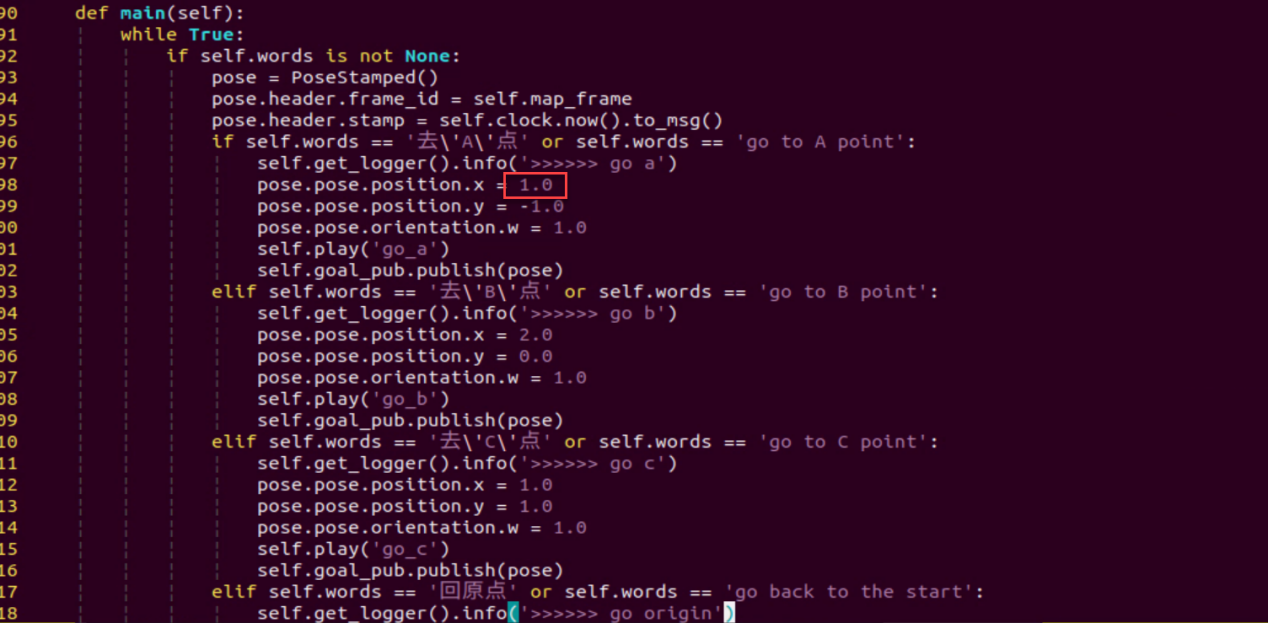 90 def main(self):
91 while True:
92 if self.words is not None:
93 pose = PoseStamped()
94 pose.header.frame_id = self.map_frame
95 pose.header.stamp = self.clock.now().to_msg()
96 if self.words == '去\'A\'点' or self.words == 'go to A point':
97 self.get_logger().info('>>>>>> go a')
98 pose.pose.position.x = 1.0
99 pose.pose.position.y = -1.0
00 pose.pose.orientation.w = 1.0
01 self.play('go_a')
02 self.goal_pub.publish(pose)
03 elif self.words == '去\'B\'点' or self.words == 'go to B point':
04 self.get_logger().info('>>>>>> go b')
05 pose.pose.position.x = 2.0
06 pose.pose.position.y = 0.0
07 pose.pose.orientation.w = 1.0
08 self.play('go_b')
09 self.goal_pub.publish(pose)
10 elif self.words == '去\'C\'点' or self.words == 'go to C point':
11 self.get_logger().info('>>>>>> go c')
12 pose.pose.position.x = 1.0
13 pose.pose.position.y = 1.0
14 pose.pose.orientation.w = 1.0
15 self.play('go_c')
16 self.goal_pub.publish(pose)
17 elif self.words == '回原点' or self.words == 'go back to the start':
18 self.get_logger().info('>>>>>> go origin')